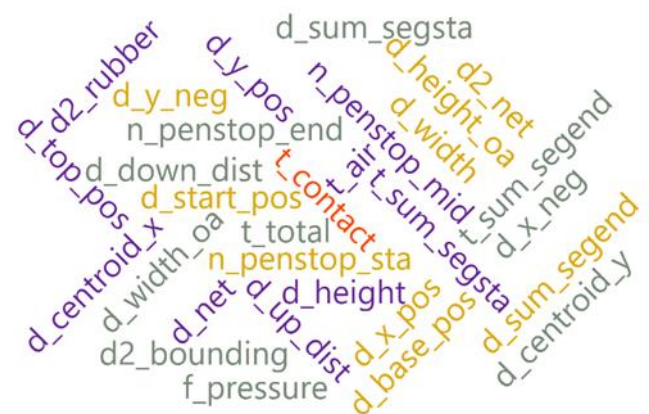 d_sum_segsta
d2_rubber
d_y_pos
d_height_oa
d2_net
n_penstop_mid
d_y_neg
d_width
n_penstop_end
d_top_pos
t_sum_segend
d_down_dist
t_contact
t_air
t_sum_segsta
d_start_pos
d_x_neg
t_total
d_width_oa
d_centroid_x
n_penstop_sta
d_sum_segend
d_net
d_up_dist
d_height
d_x_pos
d_base_pos
d_centroid_y
d2_bounding
f_pressure